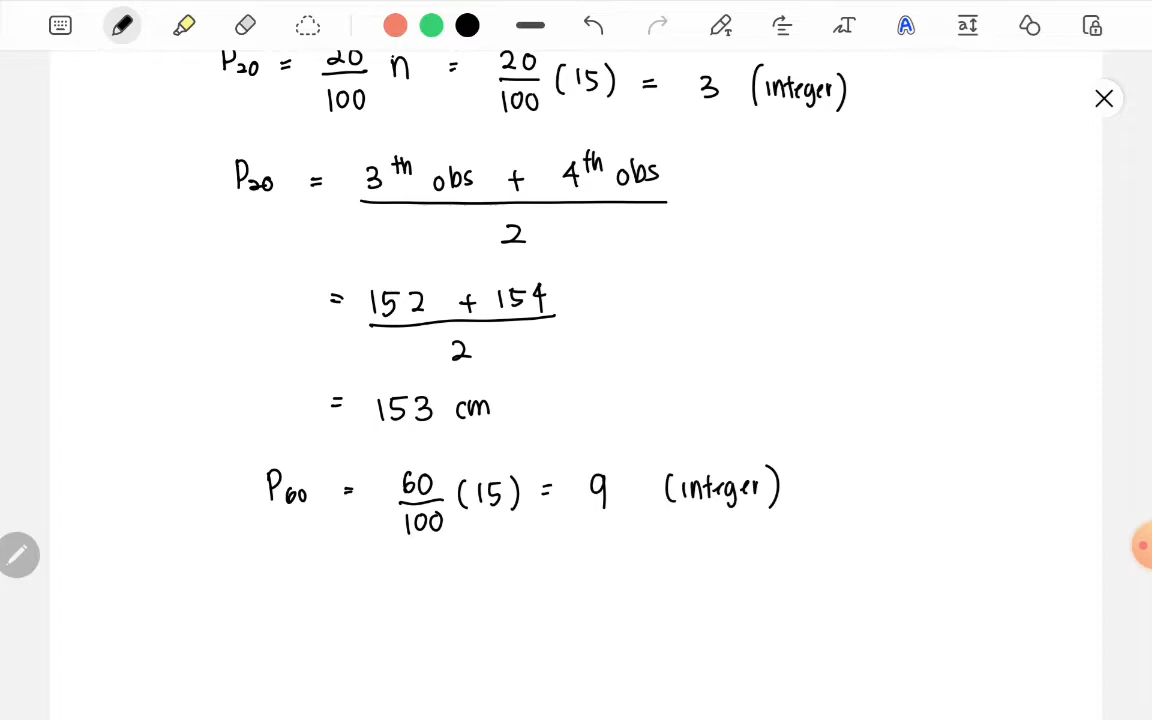 P₂₀ = 20/100 n = 20/100 (15) = 3 (integer)
P₂₀ = 3th obs + 4th obs / 2
= 152 + 154 / 2
= 153 cm
P₆₀ = 60/100 (15) = 9 (integer)